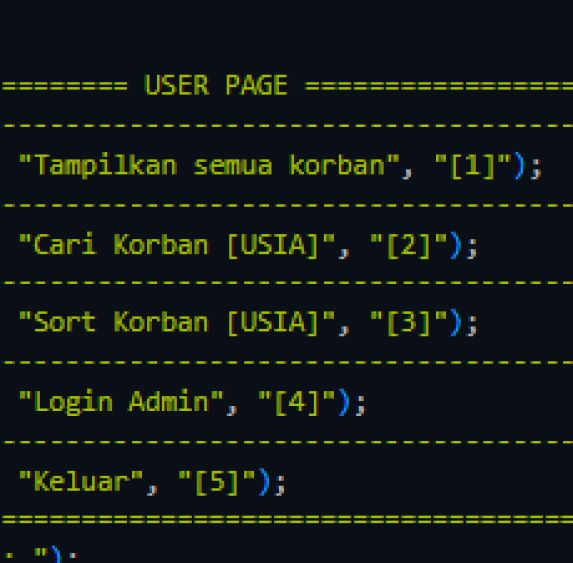 ======== USER PAGE =================
------------------------------------
"Tampilkan semua korban", "[1]");
------------------------------------
"Cari Korban [USIA]", "[2]");
------------------------------------
"Sort Korban [USIA]", "[3]");
------------------------------------
"Login Admin", "[4]");
------------------------------------
"Keluar", "[5]");
====================================
: ");